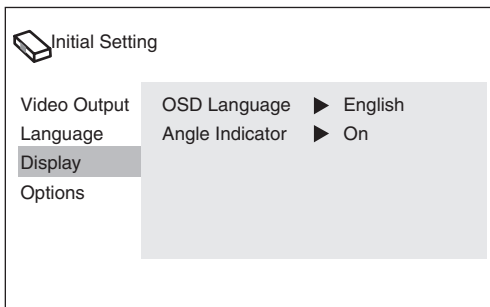 Initial Setting
Video Output
Language
Display
Options
OSD Language ▶ English
Angle Indicator ▶ On